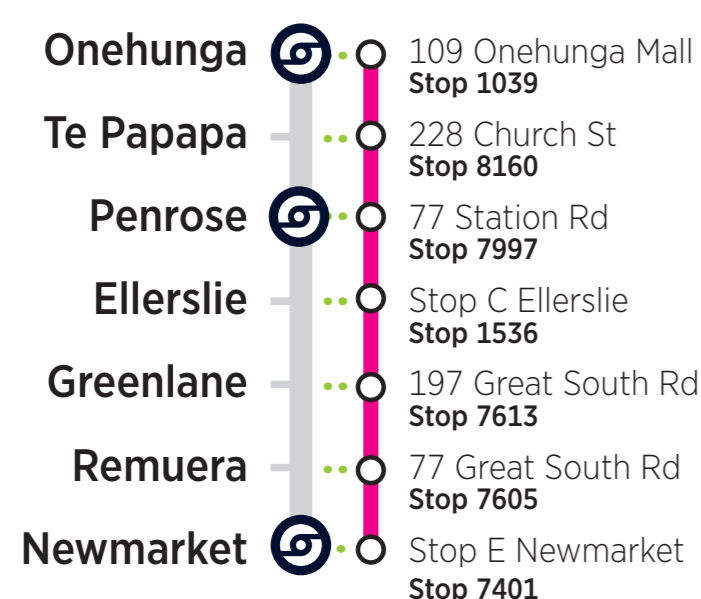 Onehunga
109 Onehunga Mall
Stop 1039
Te Papapa
228 Church St
Stop 8160
Penrose
77 Station Rd
Stop 7997
Ellerslie
Stop C Ellerslie
Stop 1536
Greenlane
197 Great South Rd
Stop 7613
Remuera
77 Great South Rd
Stop 7605
Newmarket
Stop E Newmarket
Stop 7401